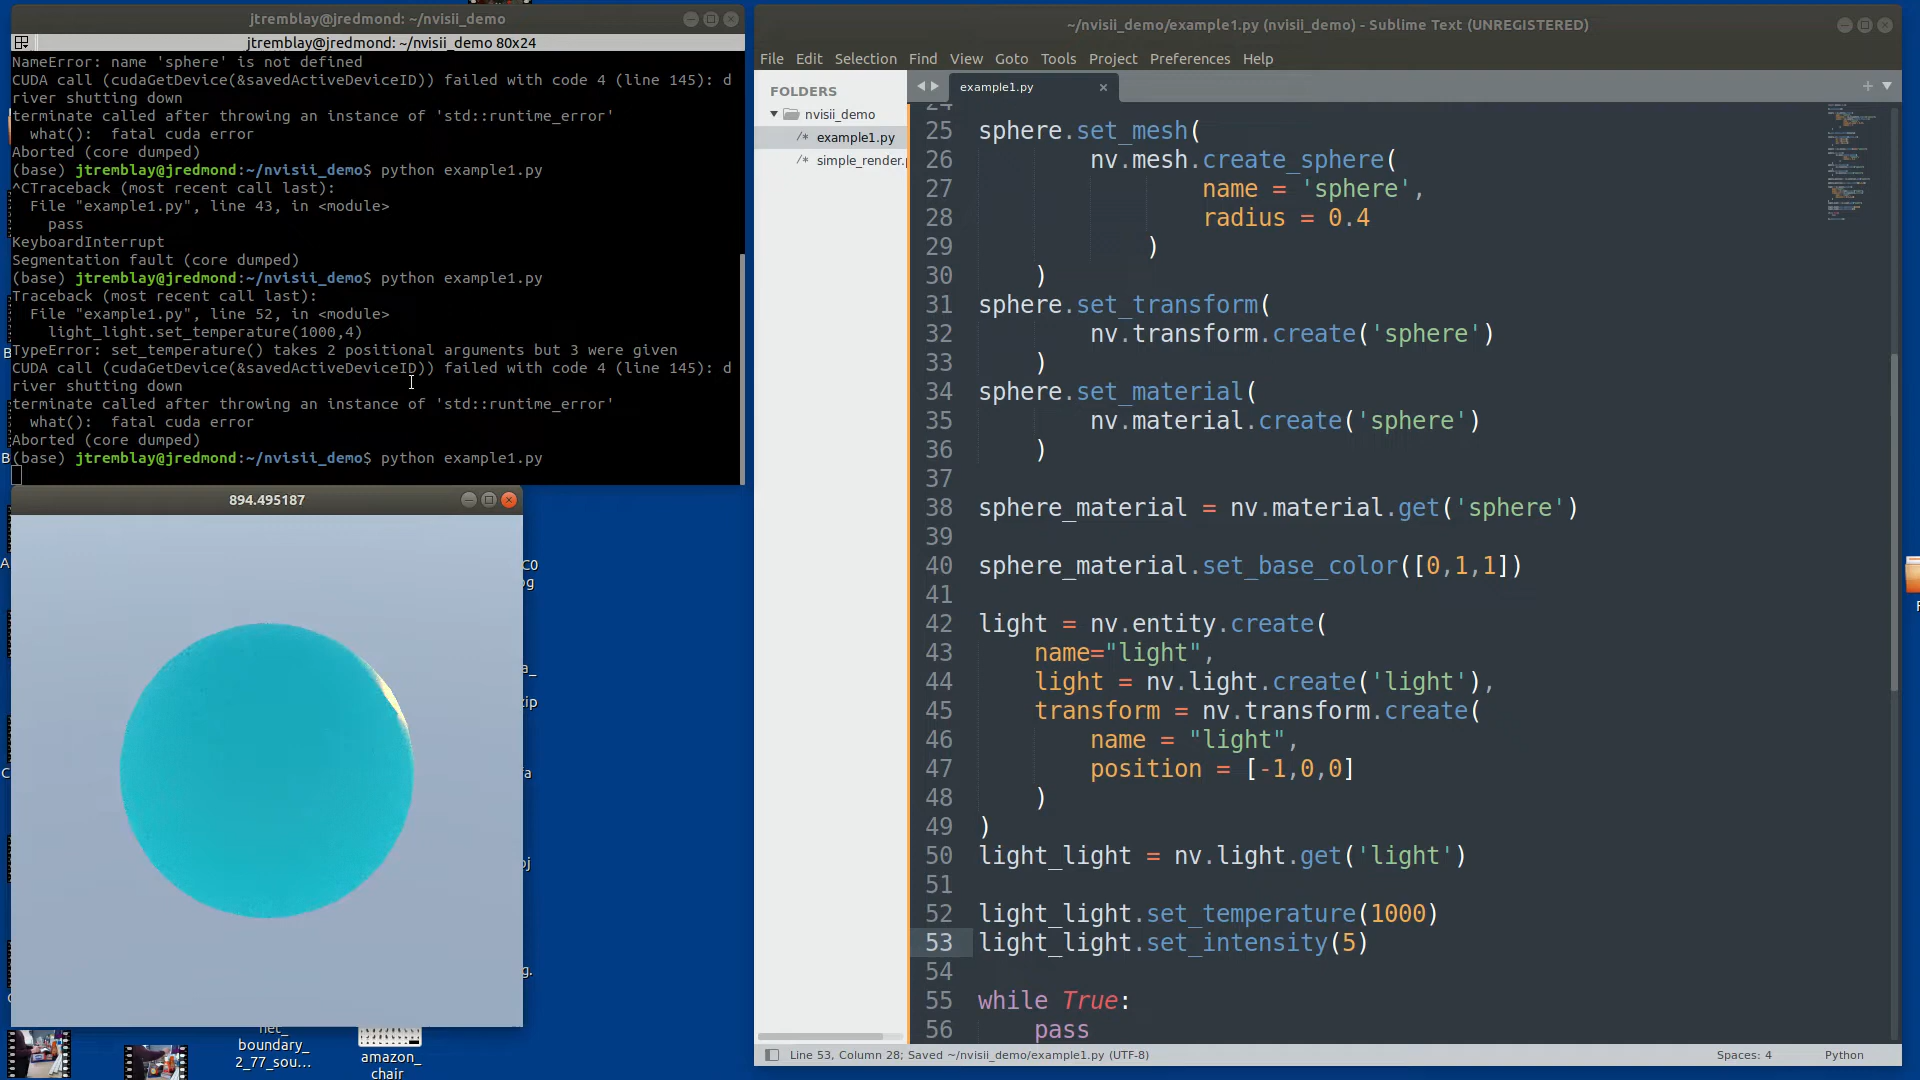 jtremblay@jredmond: ~/nvisii_demo
jtremblay@jredmond: ~/nvisii_demo 80x24
NameError: name 'sphere' is not defined
CUDA call (cudaGetDevice(&savedActiveDeviceID)) failed with code 4 (line 145): d
river shutting down
terminate called after throwing an instance of 'std::runtime_error'
  what():  fatal cuda error
Aborted (core dumped)
(base) jtremblay@jredmond:~/nvisii_demo$ python example1.py
^CTraceback (most recent call last):
  File "example1.py", line 43, in <module>
    pass
KeyboardInterrupt
Segmentation fault (core dumped)
(base) jtremblay@jredmond:~/nvisii_demo$ python example1.py
Traceback (most recent call last):
  File "example1.py", line 52, in <module>
    light_light.set_temperature(1000,4)
TypeError: set_temperature() takes 2 positional arguments but 3 were given
CUDA call (cudaGetDevice(&savedActiveDeviceID)) failed with code 4 (line 145): d
river shutting down
terminate called after throwing an instance of 'std::runtime_error'
  what():  fatal cuda error
Aborted (core dumped)
(base) jtremblay@jredmond:~/nvisii_demo$ python example1.py
894.495187
boundary_
2_77_sou...
amazon_
chair
~/nvisii_demo/example1.py (nvisii_demo) - Sublime Text (UNREGISTERED)
File Edit Selection Find View Goto Tools Project Preferences Help
FOLDERS
nvisii_demo
/* example1.py
/* simple_render.
example1.py
24
25 sphere.set_mesh(
26         nv.mesh.create_sphere(
27                 name = 'sphere',
28                 radius = 0.4
29             )
30     )
31 sphere.set_transform(
32         nv.transform.create('sphere')
33     )
34 sphere.set_material(
35         nv.material.create('sphere')
36     )
37
38 sphere_material = nv.material.get('sphere')
39
40 sphere_material.set_base_color([0,1,1])
41
42 light = nv.entity.create(
43     name="light",
44     light = nv.light.create('light'),
45     transform = nv.transform.create(
46         name = "light",
47         position = [-1,0,0]
48     )
49 )
50 light_light = nv.light.get('light')
51
52 light_light.set_temperature(1000)
53 light_light.set_intensity(5)
54
55 while True:
56     pass
Line 53, Column 28; Saved ~/nvisii_demo/example1.py (UTF-8)
Spaces: 4
Python